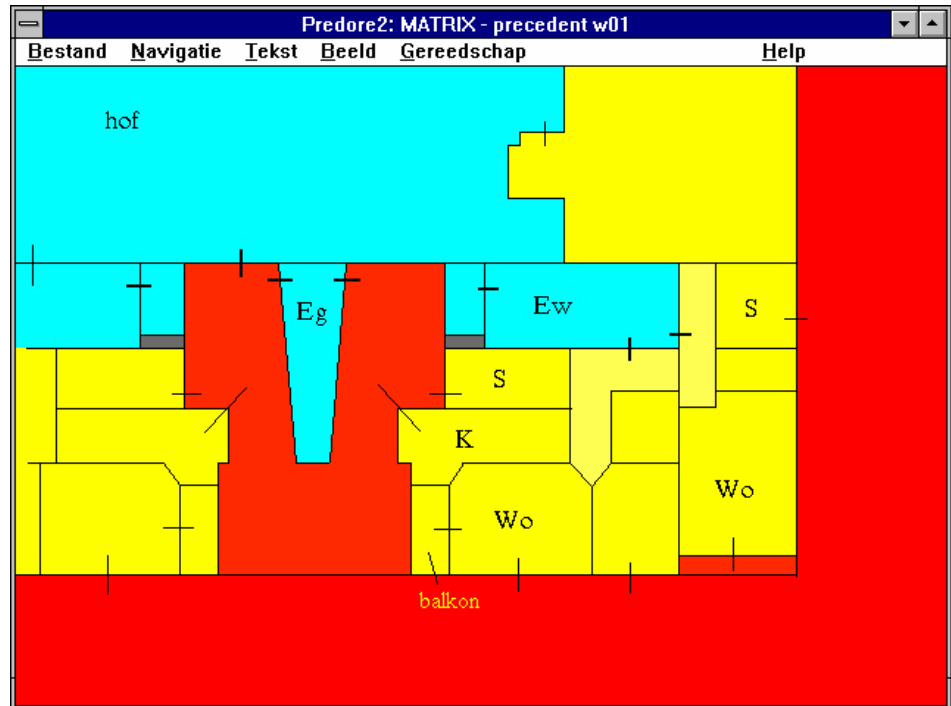 Predore2: MATRIX - precedent w01
Bestand Navigatie Tekst Beeld Gereedschap Help
hof
Eg
Ew
S
S
K
Wo
Wo
balkon